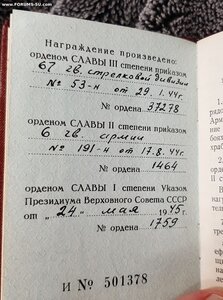 FORUMS-SU.COM
Награждение произведено:
орденом СЛАВЫ III степени приказом
67 гв. стрелковой дивизии
№ 53-н от 29.1.44г.
№ ордена 37278
орденом СЛАВЫ II степени приказом
6 гв. армии
№ 191-н от 17.8.44г.
№ ордена 1464
орденом СЛАВЫ I степени Указом
Президиума Верховного Совета СССР
от „24" мая 1945г.
№ ордена 1759
И № 501378